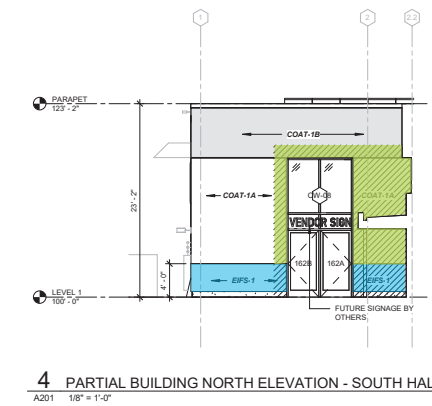 1
2
2.2
PARAPET
123' - 2"
COAT-1B
COAT-1A
CW-08
COAT-1A
23' - 2"
VENDOR SIGN
162B
162A
4' - 0"
EIFS-1
EIFS-1
LEVEL 1
100' - 0"
FUTURE SIGNAGE BY
OTHERS
4 PARTIAL BUILDING NORTH ELEVATION - SOUTH HAL
A201 1/8" = 1'-0"